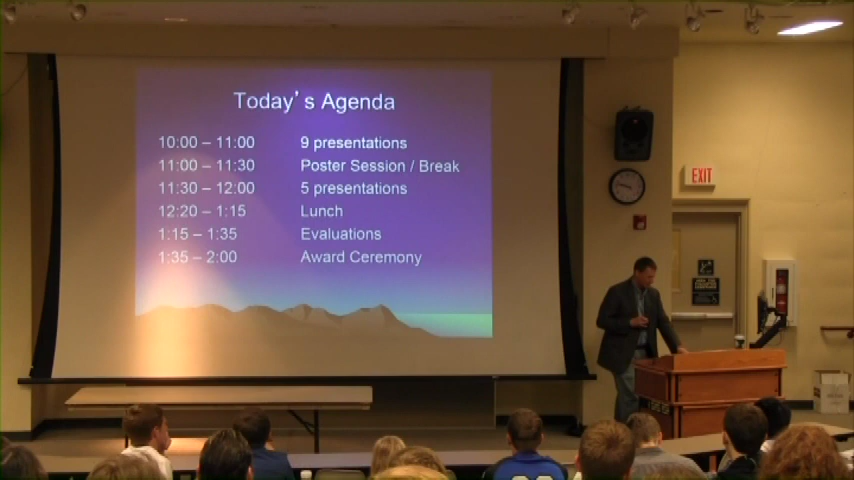 Today's Agenda
10:00 – 11:00 9 presentations
11:00 – 11:30 Poster Session / Break
11:30 – 12:00 5 presentations
12:20 – 1:15 Lunch
1:15 – 1:35 Evaluations
1:35 – 2:00 Award Ceremony
EXIT